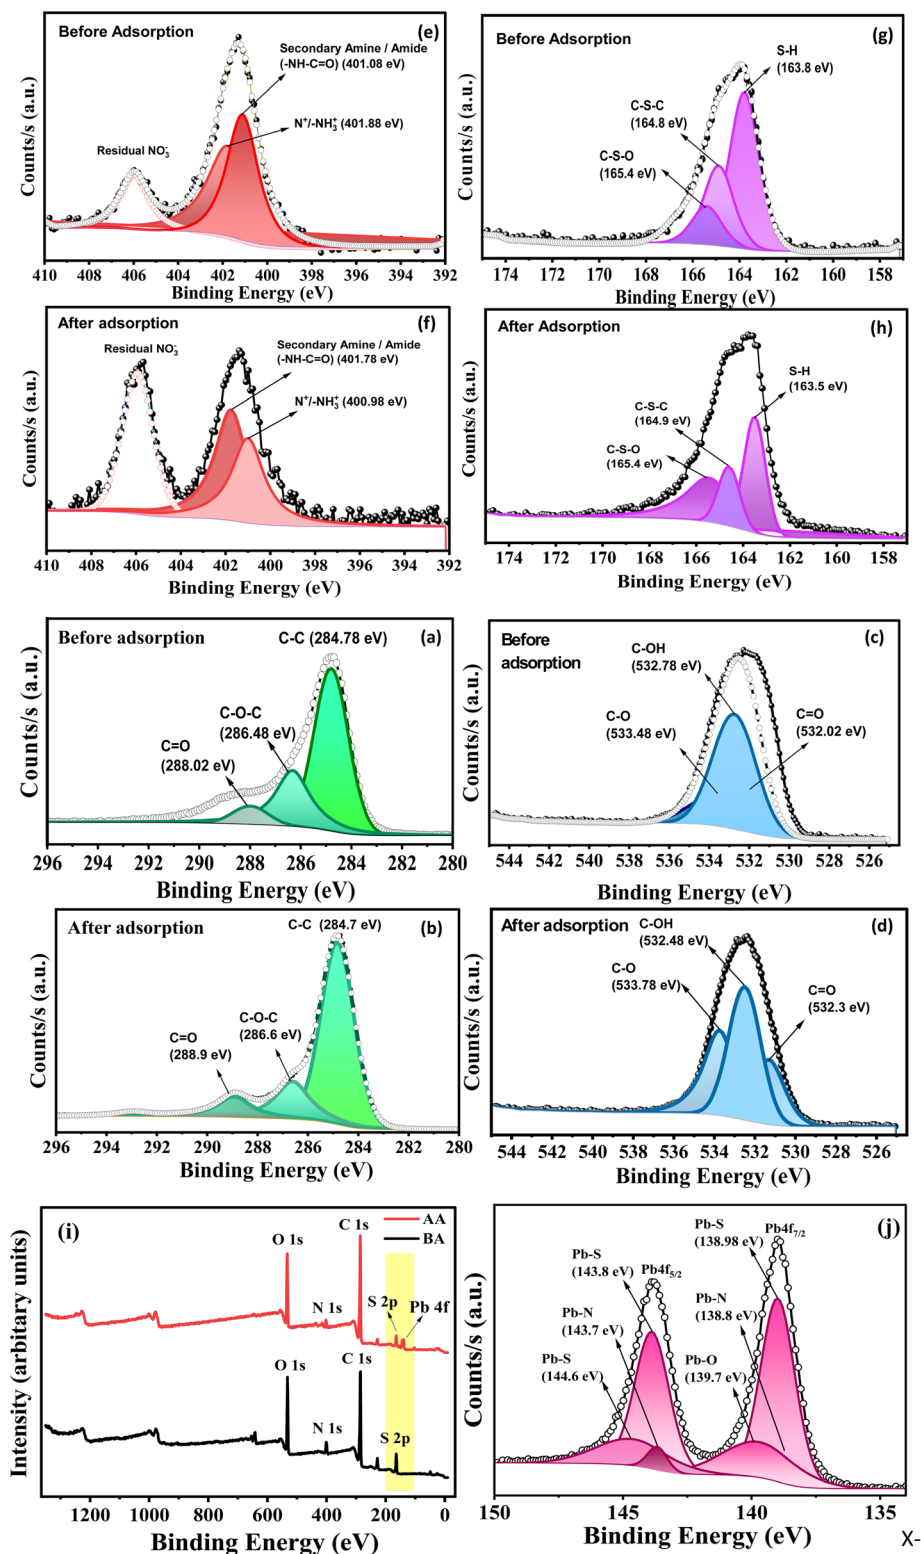 Before Adsorption
(e)
Secondary Amine / Amide
(-NH-C=O) (401.08 eV)
N⁺/-NH₃⁺ (401.88 eV)
Residual NO₃⁻
Counts/s (a.u.)
410 408 406 404 402 400 398 396 394 392
Binding Energy (eV)
Before Adsorption
(g)
S-H
(163.8 eV)
C-S-C
(164.8 eV)
C-S-O
(165.4 eV)
Counts/s (a.u.)
174 172 170 168 166 164 162 160 158
Binding Energy (eV)
After adsorption
(f)
Residual NO₃⁻
Secondary Amine / Amide
(-NH-C=O) (401.78 eV)
N⁺/-NH₃⁺ (400.98 eV)
Counts/s (a.u.)
410 408 406 404 402 400 398 396 394 392
Binding Energy (eV)
After Adsorption
(h)
S-H
(163.5 eV)
C-S-C
(164.9 eV)
C-S-O
(165.4 eV)
Counts/s (a.u.)
174 172 170 168 166 164 162 160 158
Binding Energy (eV)
Before adsorption
(a)
C-C (284.78 eV)
C-O-C
(286.48 eV)
C=O
(288.02 eV)
Counts/s (a.u.)
296 294 292 290 288 286 284 282 280
Binding Energy (eV)
Before
adsorption
(c)
C-OH
(532.78 eV)
C-O
(533.48 eV)
C=O
(532.02 eV)
Counts/s (a.u.)
544 542 540 538 536 534 532 530 528 526
Binding Energy (eV)
After adsorption
(b)
C-C (284.7 eV)
C-O-C
(286.6 eV)
C=O
(288.9 eV)
Counts/s (a.u.)
296 294 292 290 288 286 284 282 280
Binding Energy (eV)
After adsorption
(d)
C-OH
(532.48 eV)
C-O
(533.78 eV)
C=O
(532.3 eV)
Counts/s (a.u.)
544 542 540 538 536 534 532 530 528 526
Binding Energy (eV)
(i)
AA
BA
C 1s
O 1s
N 1s
S 2p
Pb 4f
C 1s
O 1s
N 1s
S 2p
Intensity (arbitary units)
1200 1000 800 600 400 200 0
Binding Energy (eV)
(j)
Pb-S
(138.98 eV)
Pb4f7/2
Pb-S
(143.8 eV)
Pb4f5/2
Pb-N
(143.7 eV)
Pb-N
(138.8 eV)
Pb-S
(144.6 eV)
Pb-O
(139.7 eV)
Counts/s (a.u.)
150 145 140 135
Binding Energy (eV)
X-